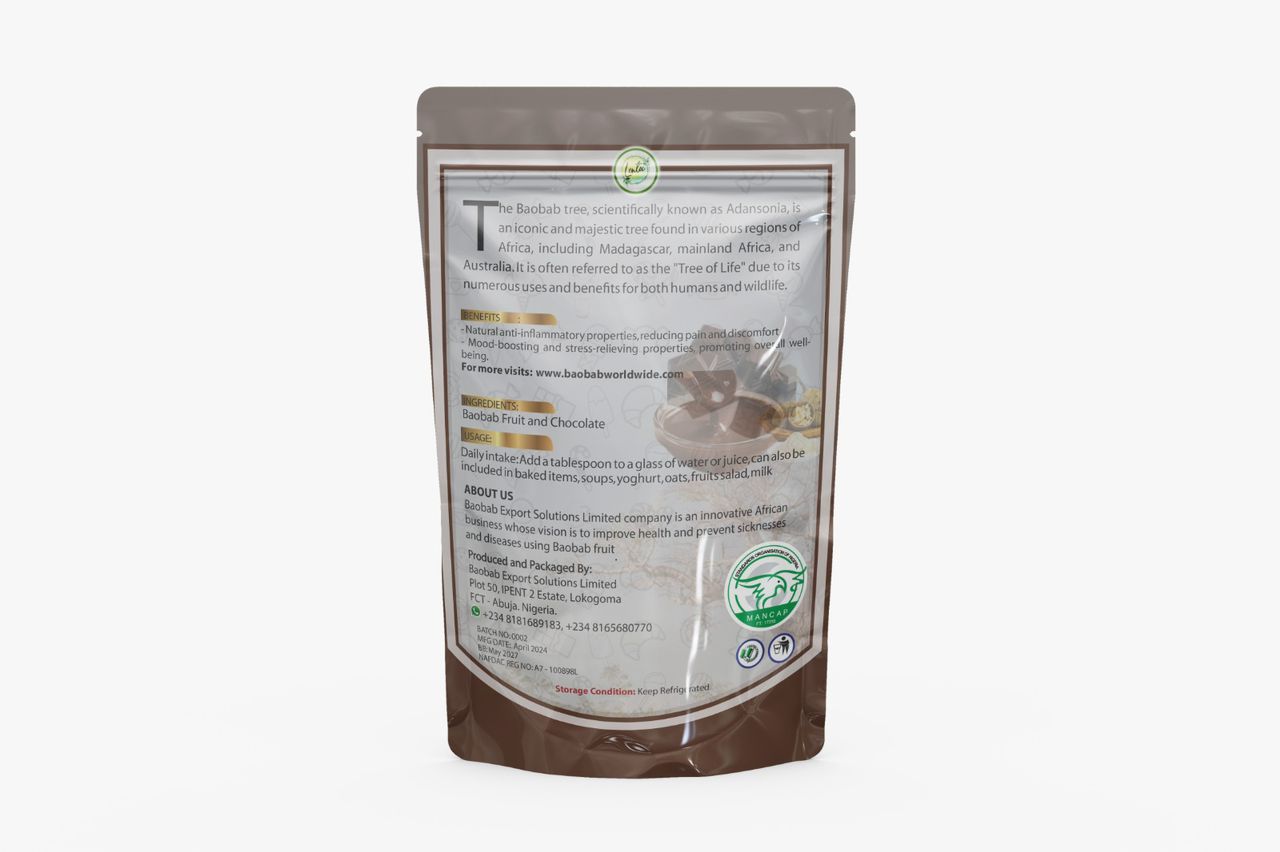 Lentoi
The Baobab tree, scientifically known as Adansonia, is
an iconic and majestic tree found in various regions of
Africa, including Madagascar, mainland Africa, and
Australia. It is often referred to as the "Tree of Life" due to its
numerous uses and benefits for both humans and wildlife.
BENEFITS :
- Natural anti-inflammatory properties, reducing pain and discomfort
- Mood-boosting and stress-relieving properties, promoting overall well-
being.
For more visits: www.baobabworldwide.com
INGREDIENTS:
Baobab Fruit and Chocolate
USAGE:
Daily intake: Add a tablespoon to a glass of water or juice, can also be
included in baked items, soups, yoghurt, oats, fruits salad, milk
ABOUT US
Baobab Export Solutions Limited company is an innovative African
business whose vision is to improve health and prevent sicknesses
and diseases using Baobab fruit
.
Produced and Packaged By:
Baobab Export Solutions Limited
Plot 50, IPENT 2 Estate, Lokogoma
FCT - Abuja. Nigeria.
+234 8181689183, +234 8165680770
BATCH NO: 0002
MFG DATE: April 2024
BB: May 2027
NAFDAC REG NO: A7 - 100898L
STANDARDS ORGANISATION OF NIGERIA
MANCAP
Storage Condition: Keep Refrigerated